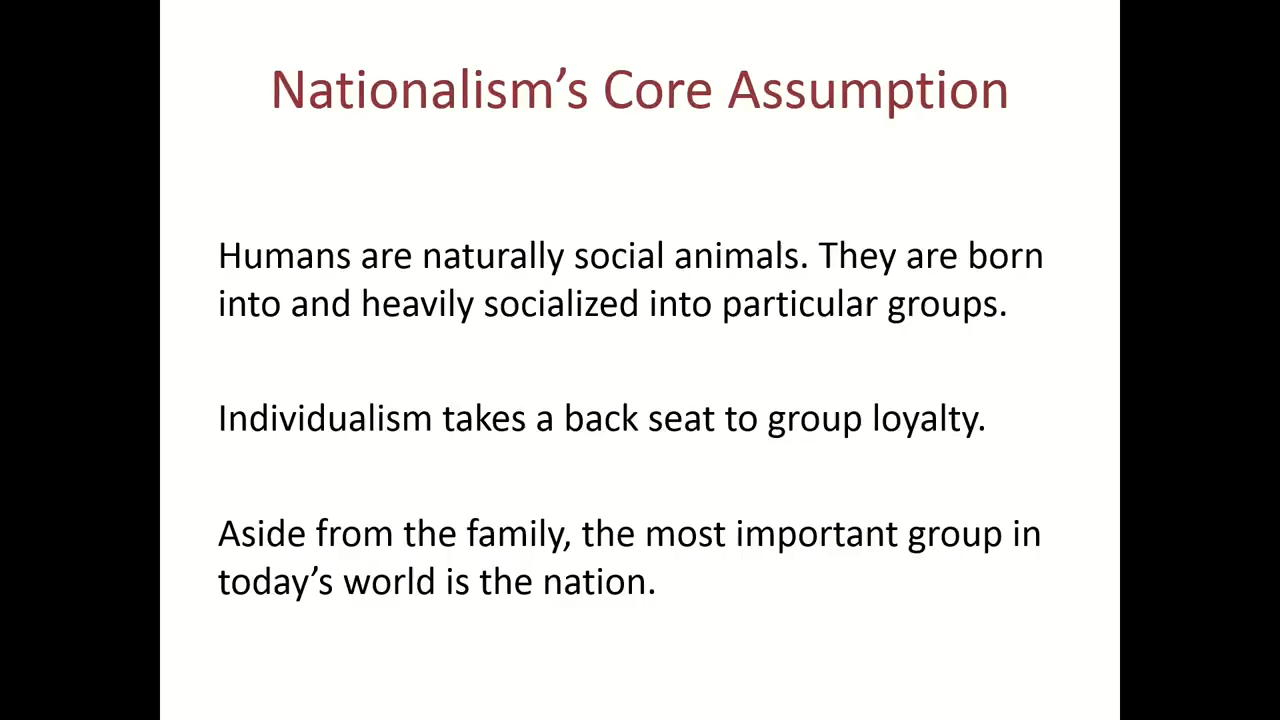 Nationalism’s Core Assumption
Humans are naturally social animals. They are born
into and heavily socialized into particular groups.
Individualism takes a back seat to group loyalty.
Aside from the family, the most important group in
today’s world is the nation.